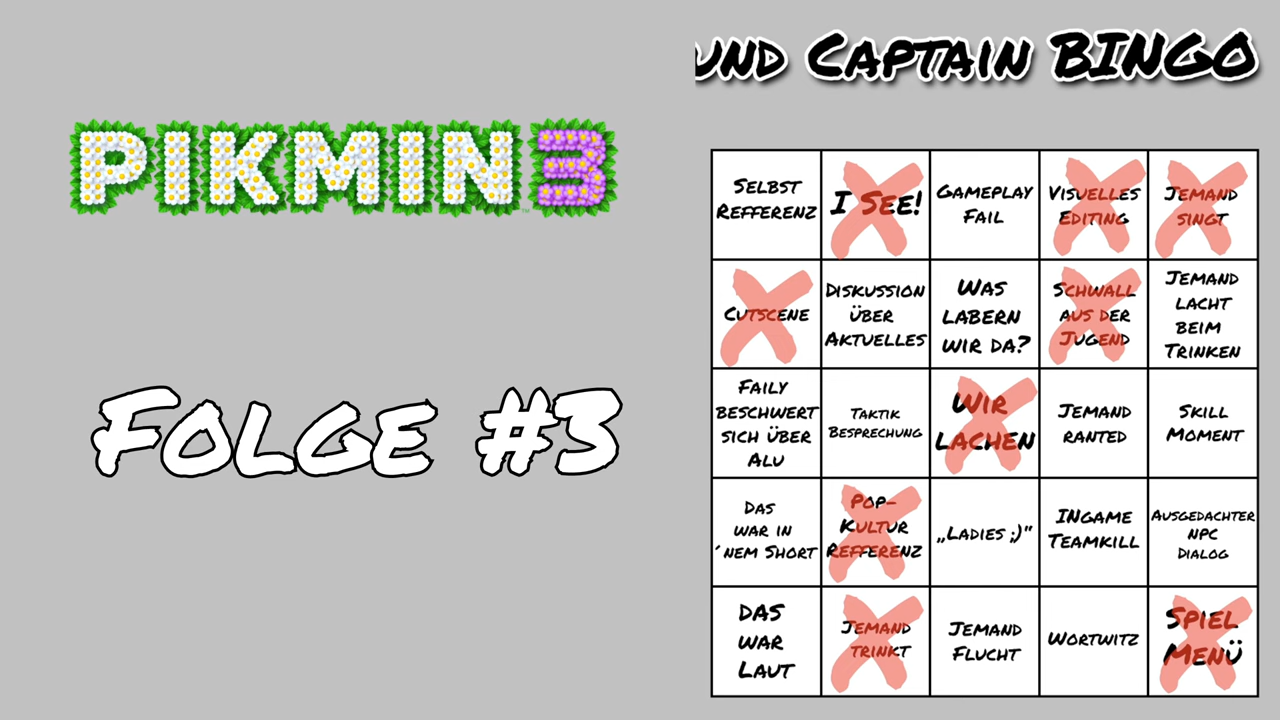 PIKMIN 3
™
FOLGE #3
UND CAPTAIN BINGO
SELBST
REFFERENZ
I SEE!
GAMEPLAY
FAIL
VISUELLES
EDITING
JEMAND
SINGT
CUTSCENE
DISKUSSION
ÜBER
AKTUELLES
WAS
LABERN
WIR DA?
SCHWALL
AUS DER
JUGEND
JEMAND
LACHT
BEIM
TRINKEN
FAILY
BESCHWERT
SICH ÜBER
ALU
TAKTIK
BESPRECHUNG
WIR
LACHEN
JEMAND
RANTED
SKILL
MOMENT
DAS
WAR IN
´NEM SHORT
POP-
KULTUR
REFFERENZ
„LADIES ;)"
INGAME
TEAMKILL
AUSGEDACHTER
NPC
DIALOG
DAS
WAR
LAUT
JEMAND
TRINKT
JEMAND
FLUCHT
WORTWITZ
SPIEL
MENÜ